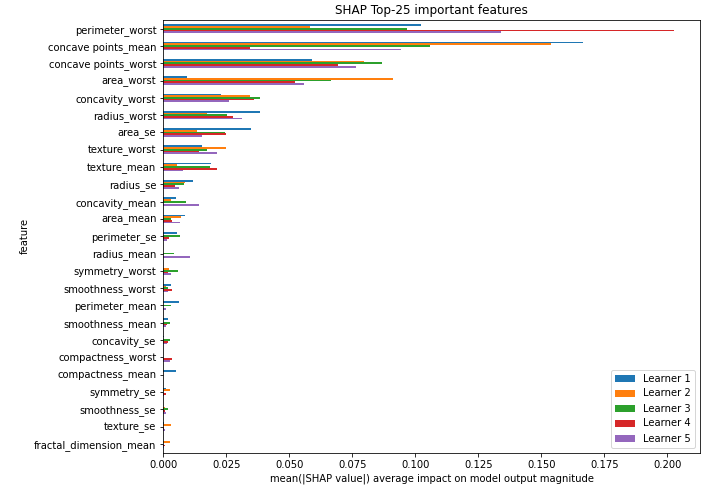 SHAP Top-25 important features
perimeter_worst
concave points_mean
concave points_worst
area_worst
concavity_worst
radius_worst
area_se
texture_worst
texture_mean
radius_se
concavity_mean
area_mean
perimeter_se
radius_mean
symmetry_worst
smoothness_worst
perimeter_mean
smoothness_mean
concavity_se
compactness_worst
compactness_mean
symmetry_se
smoothness_se
texture_se
fractal_dimension_mean
feature
Learner 1
Learner 2
Learner 3
Learner 4
Learner 5
0.000 0.025 0.050 0.075 0.100 0.125 0.150 0.175 0.200
mean(|SHAP value|) average impact on model output magnitude